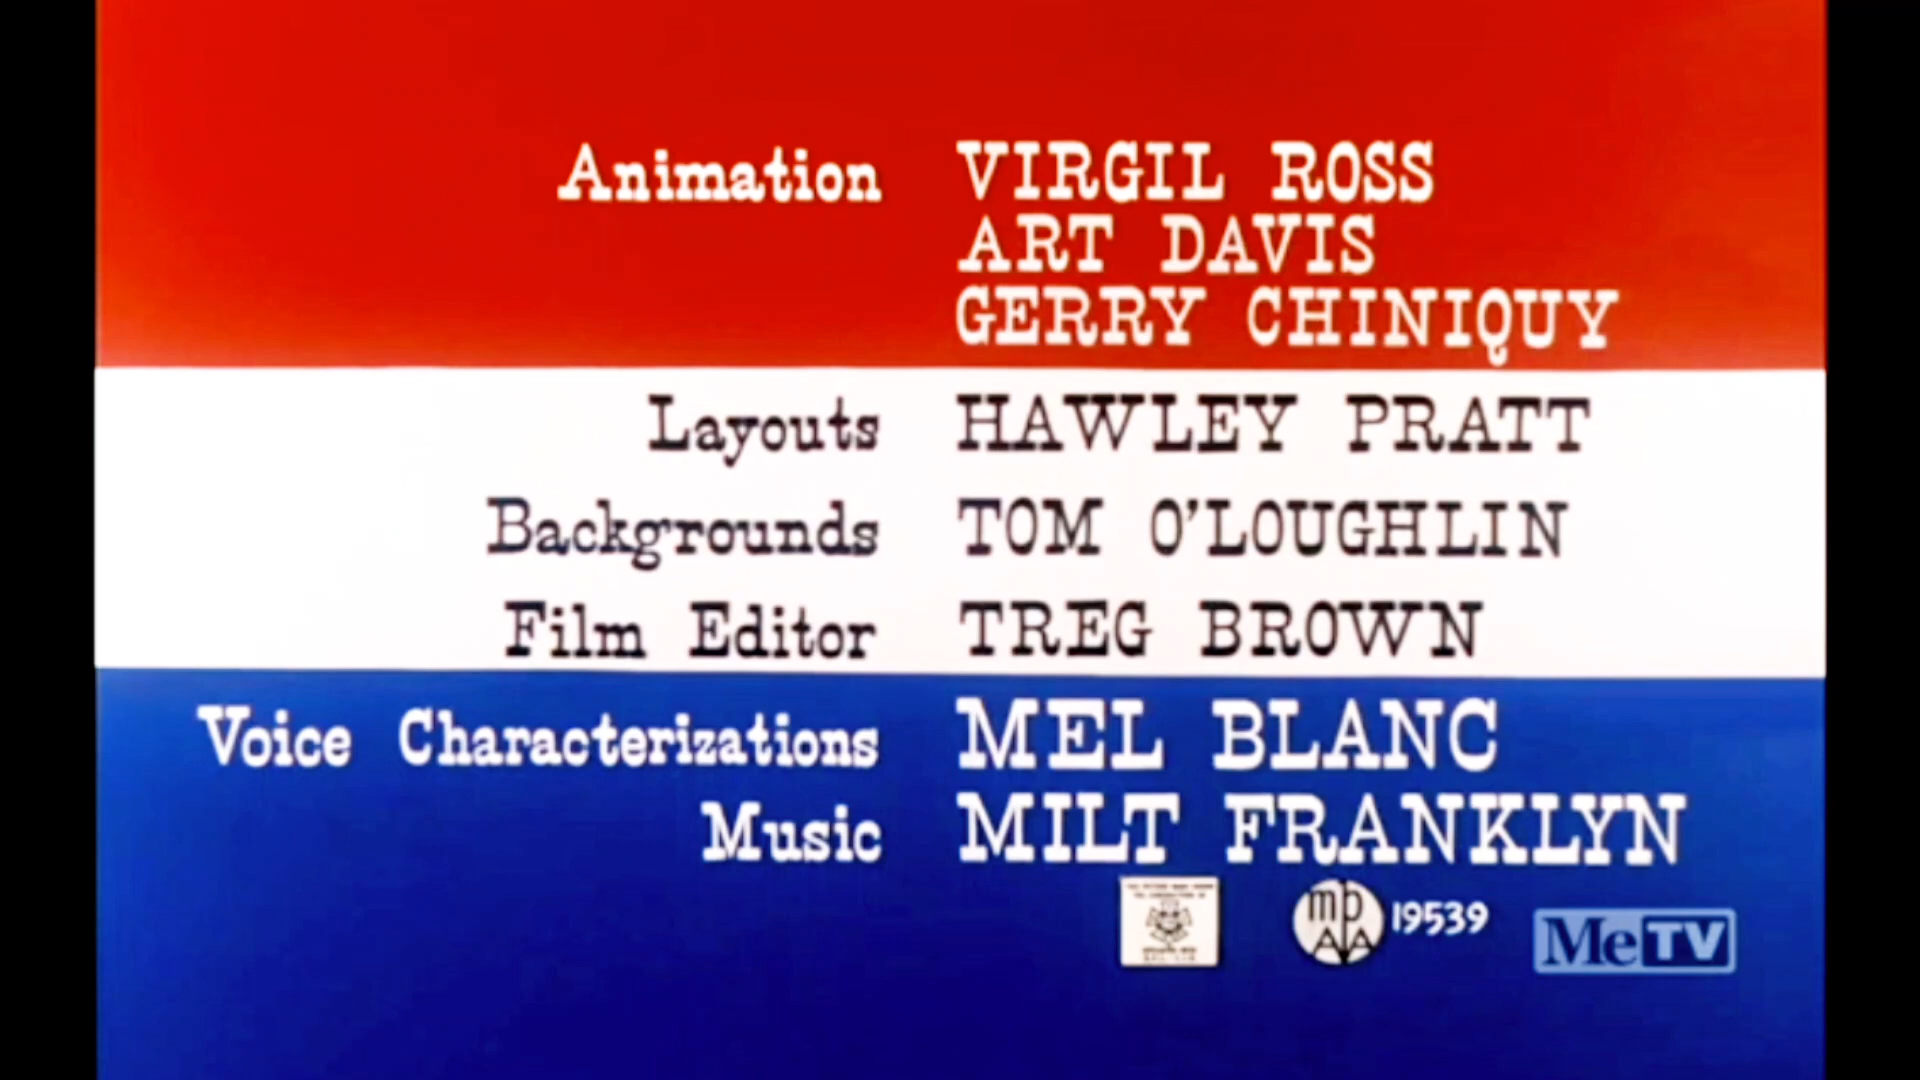 Animation VIRGIL ROSS
ART DAVIS
GERRY CHINIQUY
Layouts HAWLEY PRATT
Backgrounds TOM O'LOUGHLIN
Film Editor TREG BROWN
Voice Characterizations MEL BLANC
Music MILT FRANKLYN
mpAA 19539
MeTV